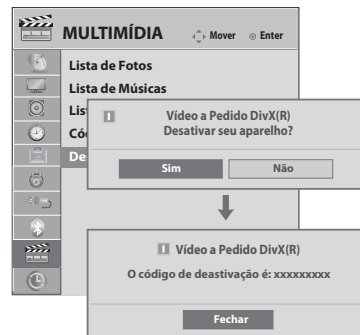 MULTIMÍDIA Mover Enter
Lista de Fotos
Lista de Músicas
Vídeo a Pedido DivX(R)
Desativar seu aparelho?
Sim Não
Vídeo a Pedido DivX(R)
O código de deastivação é: xxxxxxxxx
Fechar